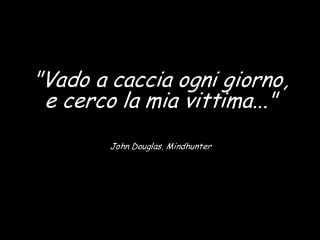 "Vado a caccia ogni giorno,
e cerco la mia vittima..."
John Douglas, Mindhunter